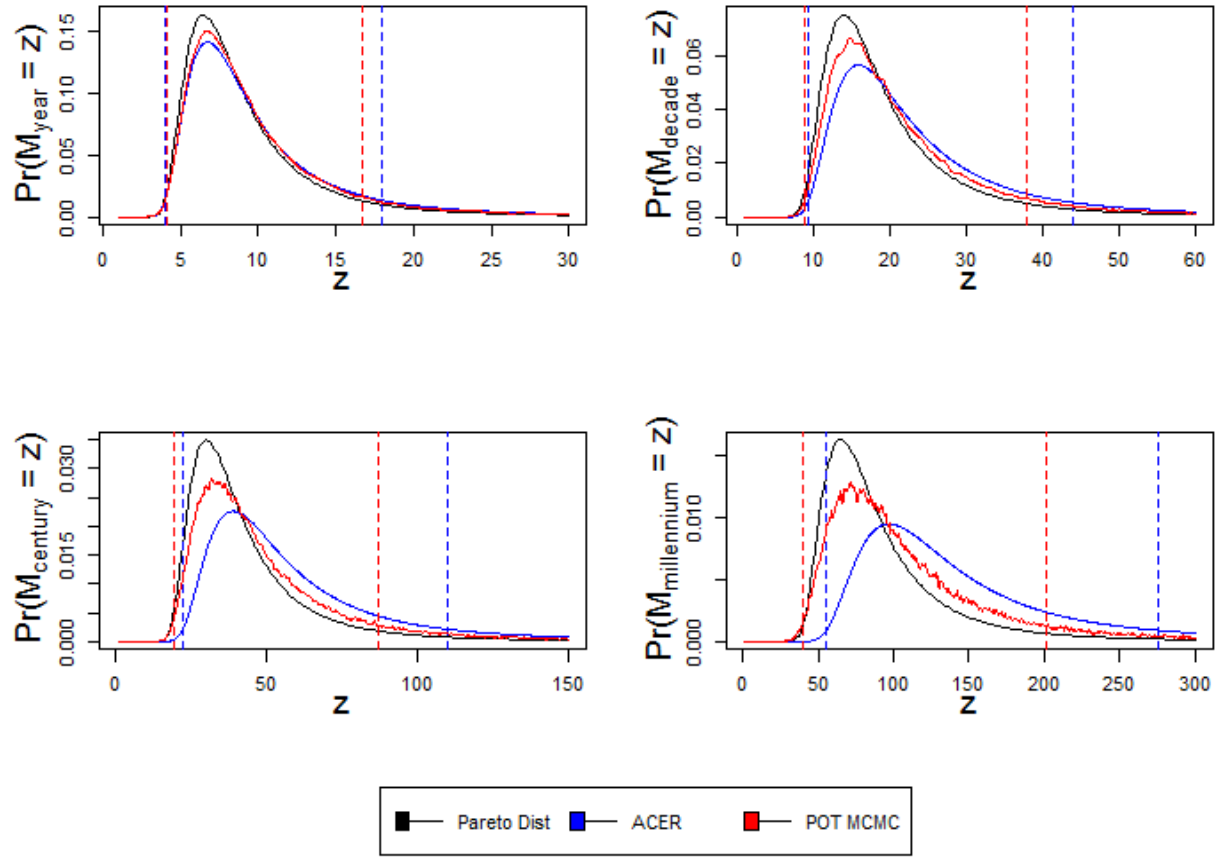 Pr(M_year = z)
0.00 0.05 0.10 0.15
0 5 10 15 20 25 30
z
Pr(M_decade = z)
0.00 0.02 0.04 0.06
0 10 20 30 40 50 60
z
Pr(M_century = z)
0.000 0.015 0.030
0 50 100 150
z
Pr(M_millennium = z)
0.000 0.010
0 50 100 150 200 250 300
z
Pareto Dist ACER POT MCMC